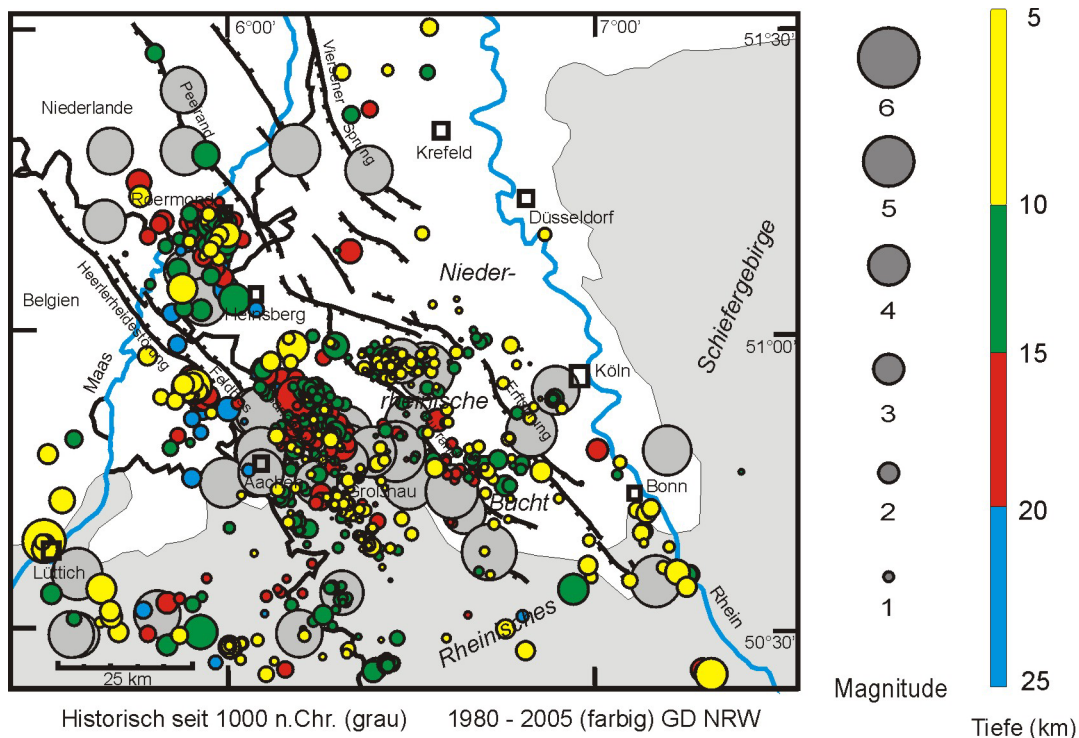 6°00'
7°00'
51°30'
Niederlande
Peelrand
Viersener
Sprung
Krefeld
Roermond
Düsseldorf
Nieder-
Belgien
Heerlerheidestörung
Heinsberg
Schiefergebirge
51°00'
Maas
Feldbiss
Köln
rheinische
Erftsprung
Aachen
Bonn
Bucht
Lüttich
Rhein
Rheinisches
50°30'
25 km
Historisch seit 1000 n.Chr. (grau)
1980 - 2005 (farbig) GD NRW
6
5
4
3
2
1
Magnitude
5
10
15
20
25
Tiefe (km)